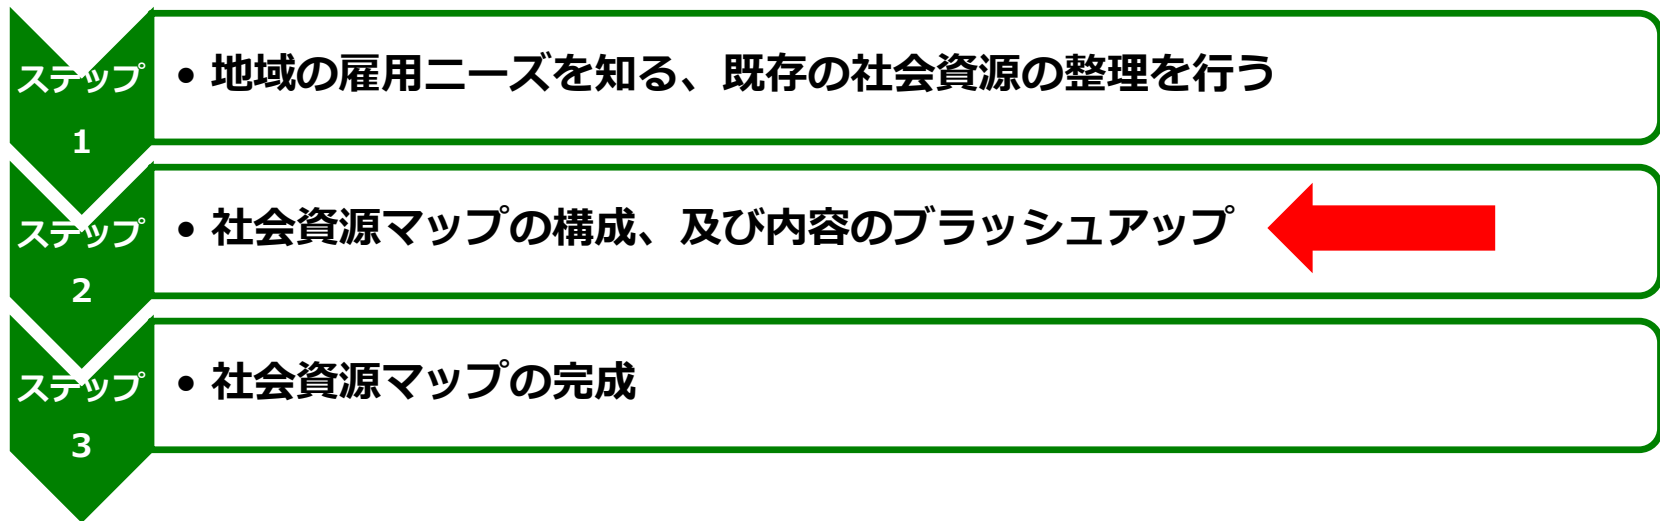 ステップ
1
• 地域の雇用ニーズを知る、既存の社会資源の整理を行う
ステップ
2
• 社会資源マップの構成、及び内容のブラッシュアップ
ステップ
3
• 社会資源マップの完成